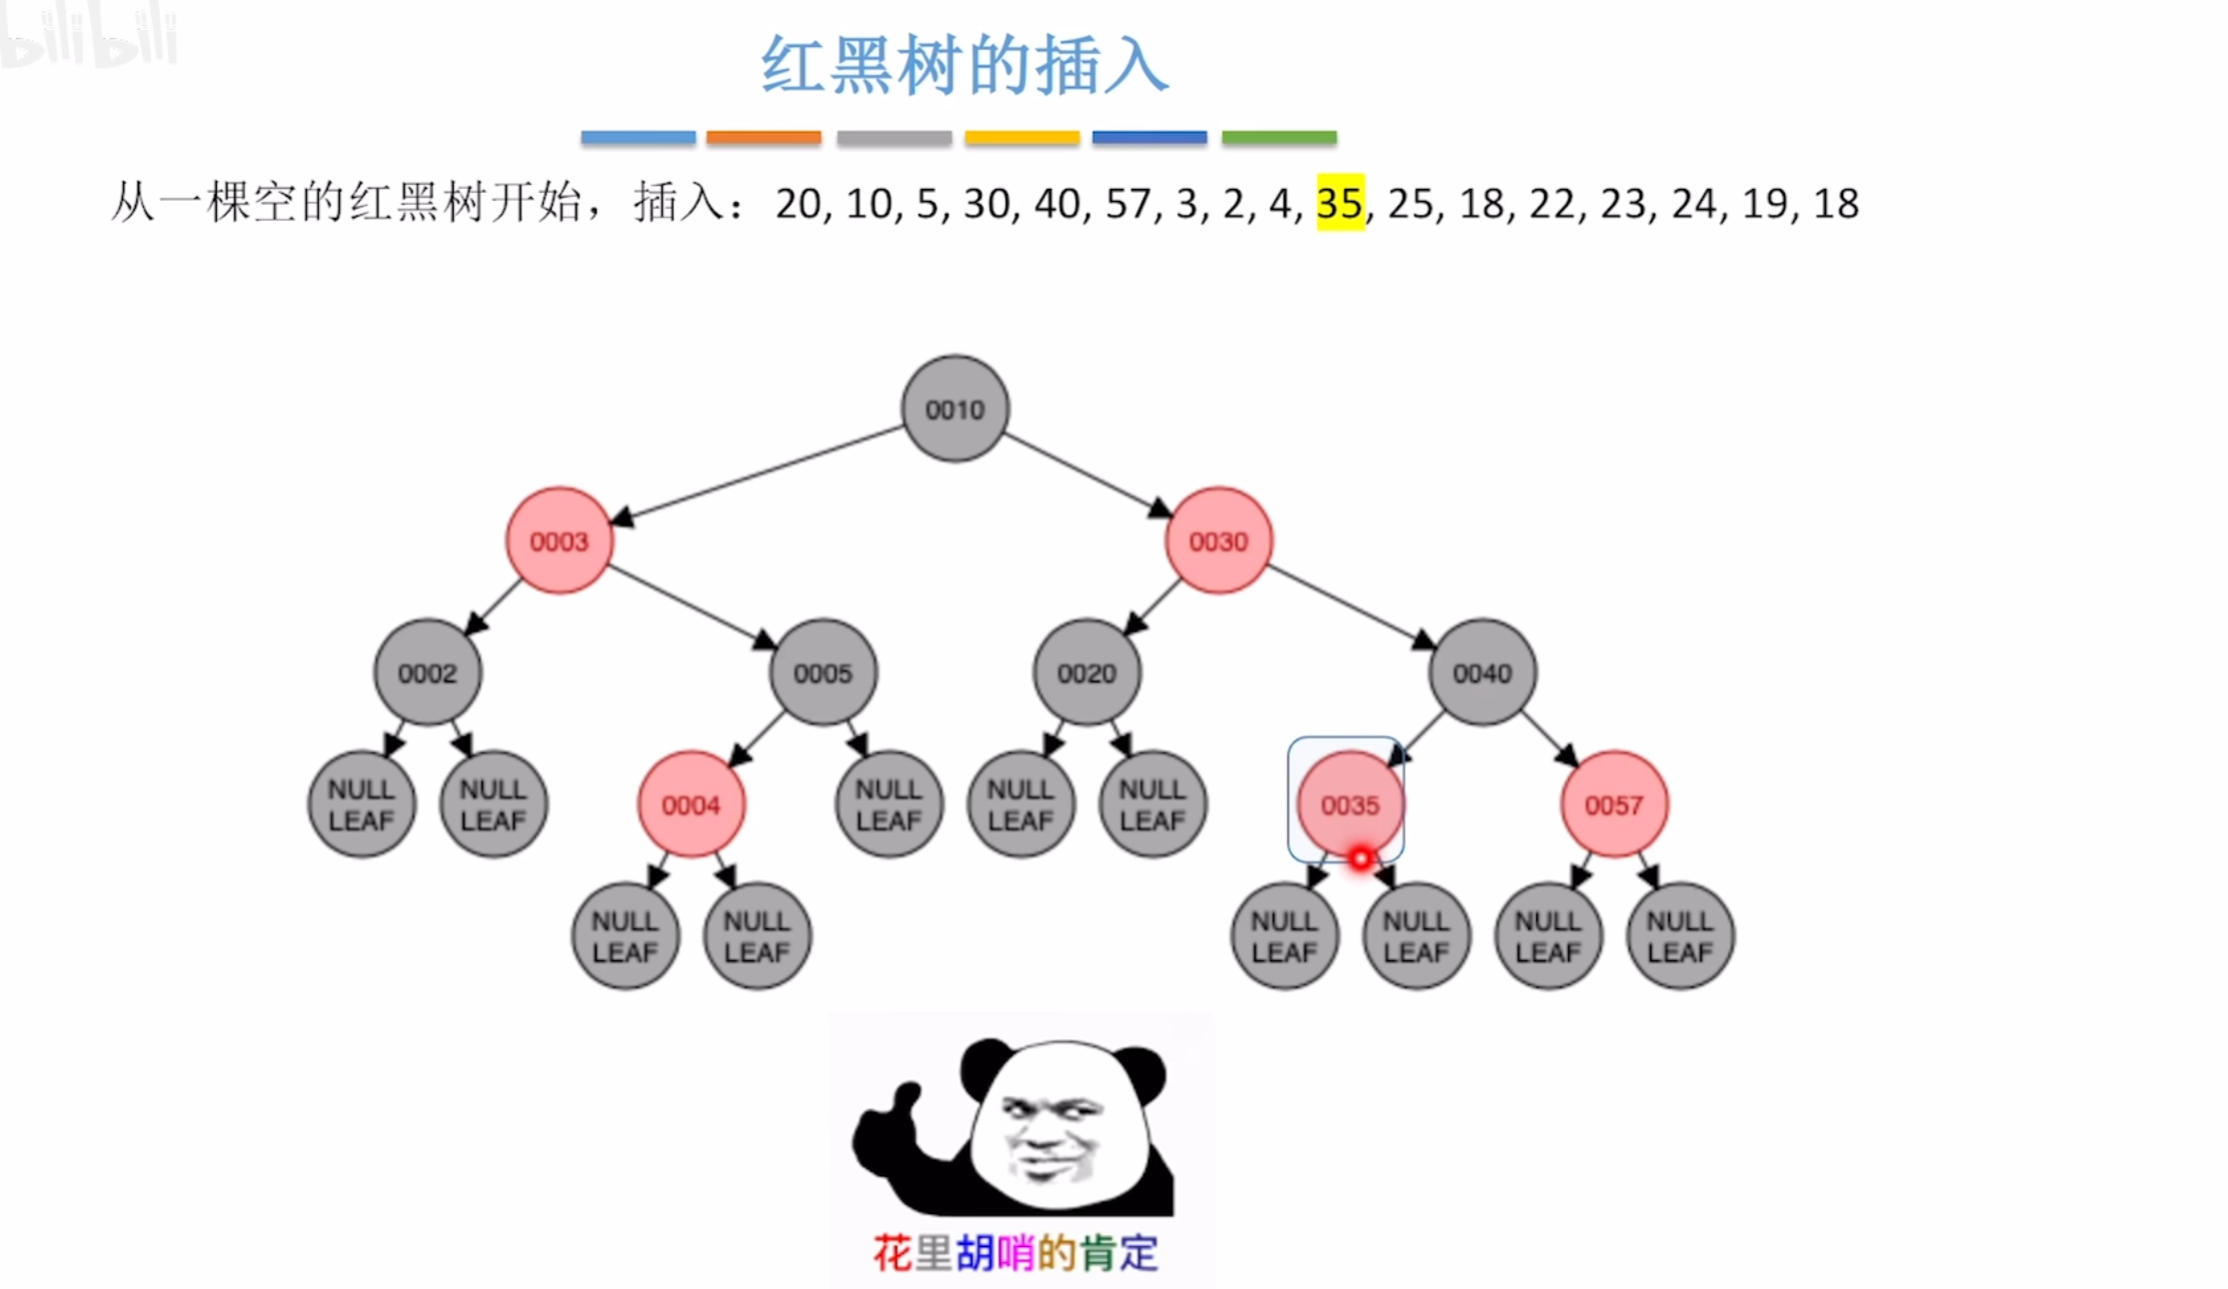 bilibili
红黑树的插入
从一棵空的红黑树开始，插入：20, 10, 5, 30, 40, 57, 3, 2, 4, 35, 25, 18, 22, 23, 24, 19, 18
0010
0003
0030
0002
0005
0020
0040
NULL
LEAF
NULL
LEAF
0004
NULL
LEAF
NULL
LEAF
NULL
LEAF
0035
0057
NULL
LEAF
NULL
LEAF
NULL
LEAF
NULL
LEAF
NULL
LEAF
NULL
LEAF
花里胡哨的肯定